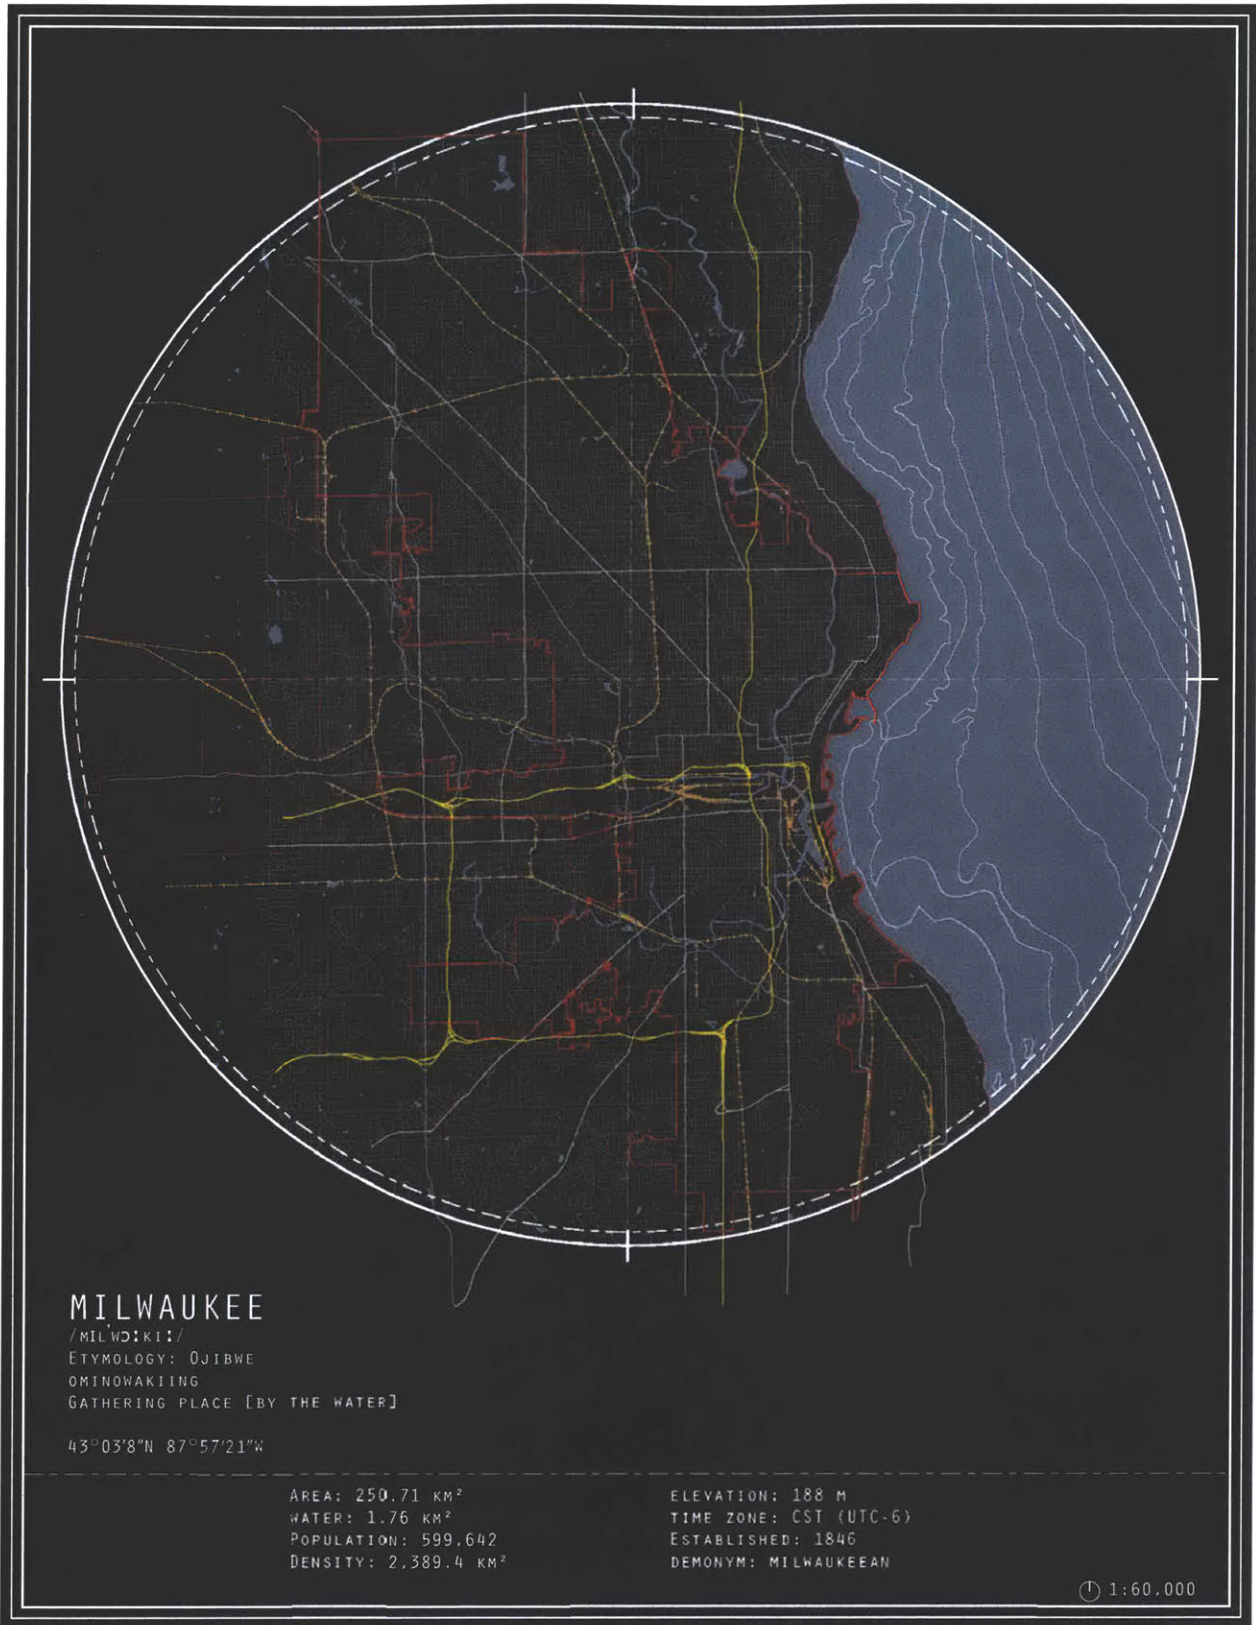 MILWAUKEE
/MILˈWƆːKIː/
ETYMOLOGY: OJIBWE
OMINOWAKIING
GATHERING PLACE [BY THE WATER]
43°03'8"N 87°57'21"W
AREA: 250.71 KM²
WATER: 1.76 KM²
POPULATION: 599,642
DENSITY: 2,389.4 KM²
ELEVATION: 188 M
TIME ZONE: CST (UTC-6)
ESTABLISHED: 1846
DEMONYM: MILWAUKEEAN
1:60,000